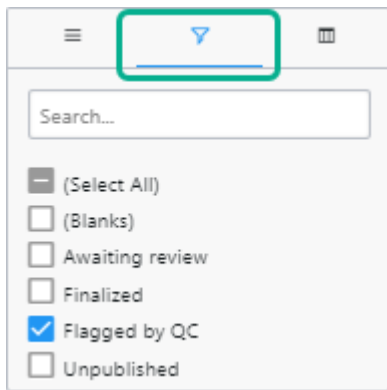 Search...
(Select All)
(Blanks)
Awaiting review
Finalized
Flagged by QC
Unpublished